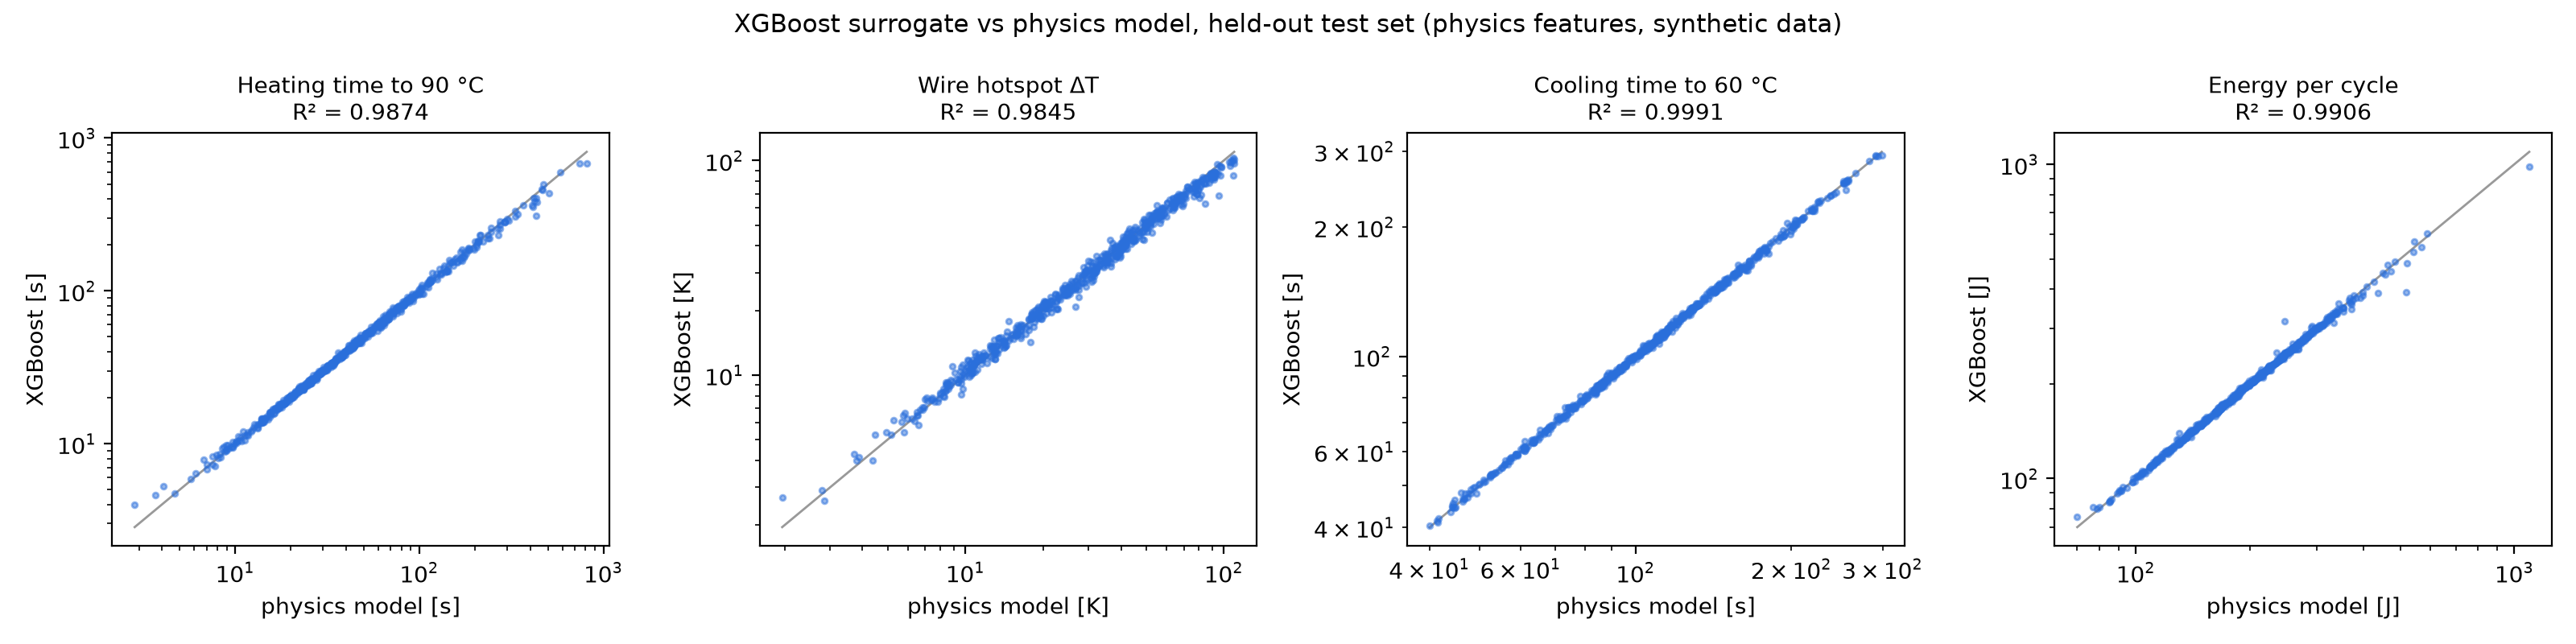 XGBoost surrogate vs physics model, held-out test set (physics features, synthetic data)
Heating time to 90 °C
R² = 0.9874
10³
10²
10¹
XGBoost [s]
10¹ 10² 10³
physics model [s]
Wire hotspot ΔT
R² = 0.9845
10²
10¹
XGBoost [K]
10¹ 10²
physics model [K]
Cooling time to 60 °C
R² = 0.9991
3 × 10²
2 × 10²
10²
6 × 10¹
4 × 10¹
XGBoost [s]
4 × 10¹ 6 × 10¹ 10² 2 × 10² 3 × 10²
physics model [s]
Energy per cycle
R² = 0.9906
10³
10²
XGBoost [J]
10² 10³
physics model [J]